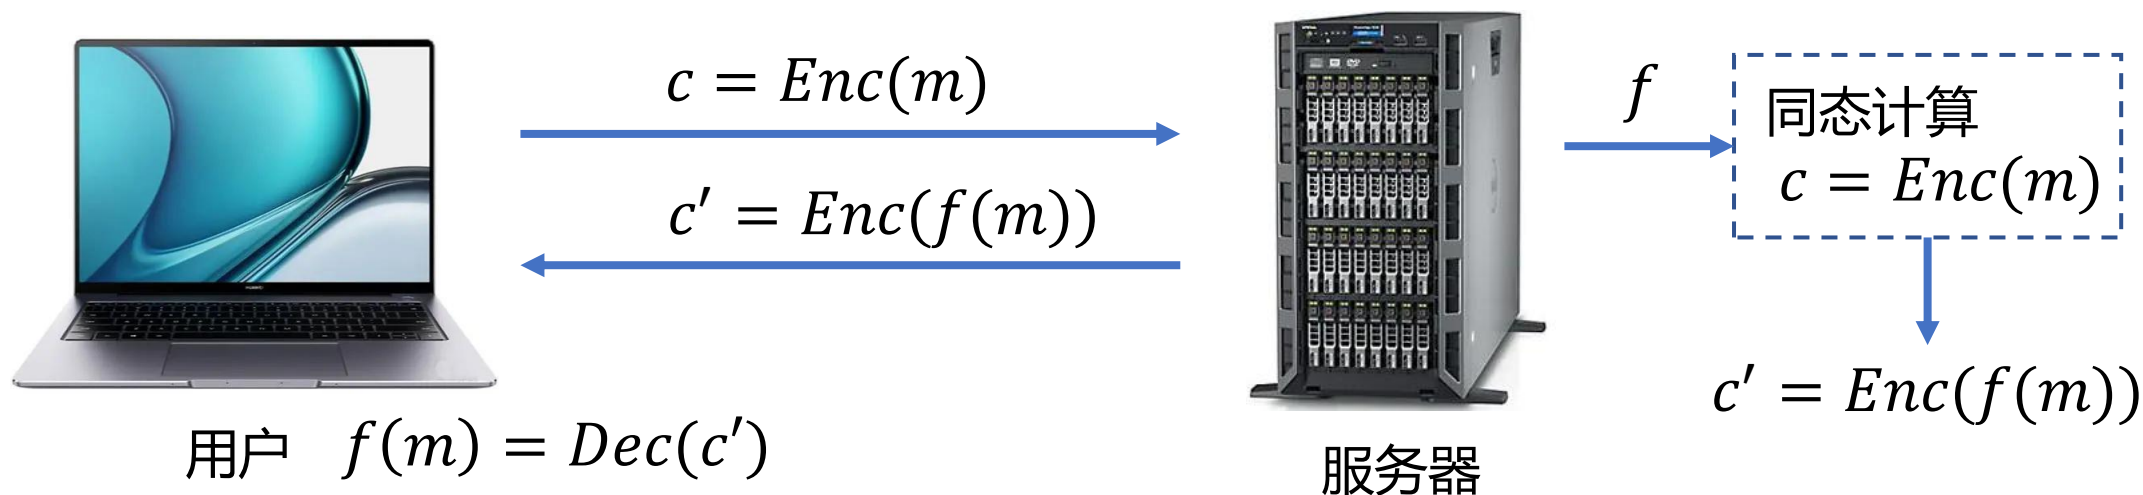 c = Enc(m)
c′ = Enc(f(m))
f
同态计算
c = Enc(m)
c′ = Enc(f(m))
用户 f(m) = Dec(c′)
服务器